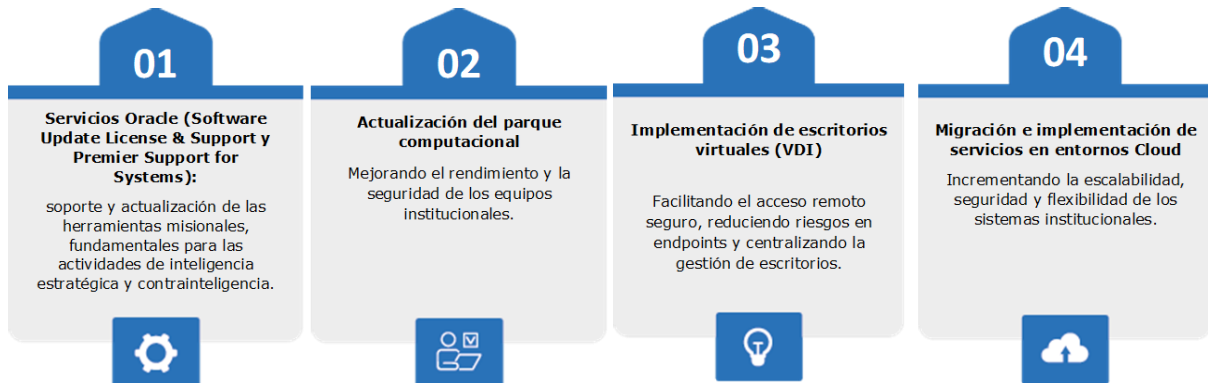 01
Servicios Oracle (Software
Update License & Support y
Premier Support for
Systems):
soporte y actualización de las
herramientas misionales,
fundamentales para las
actividades de inteligencia
estratégica y contrainteligencia.
02
Actualización del parque
computacional
Mejorando el rendimiento y la
seguridad de los equipos
institucionales.
03
Implementación de escritorios
virtuales (VDI)
Facilitando el acceso remoto
seguro, reduciendo riesgos en
endpoints y centralizando la
gestión de escritorios.
04
Migración e implementación de
servicios en entornos Cloud
Incrementando la escalabilidad,
seguridad y flexibilidad de los
sistemas institucionales.